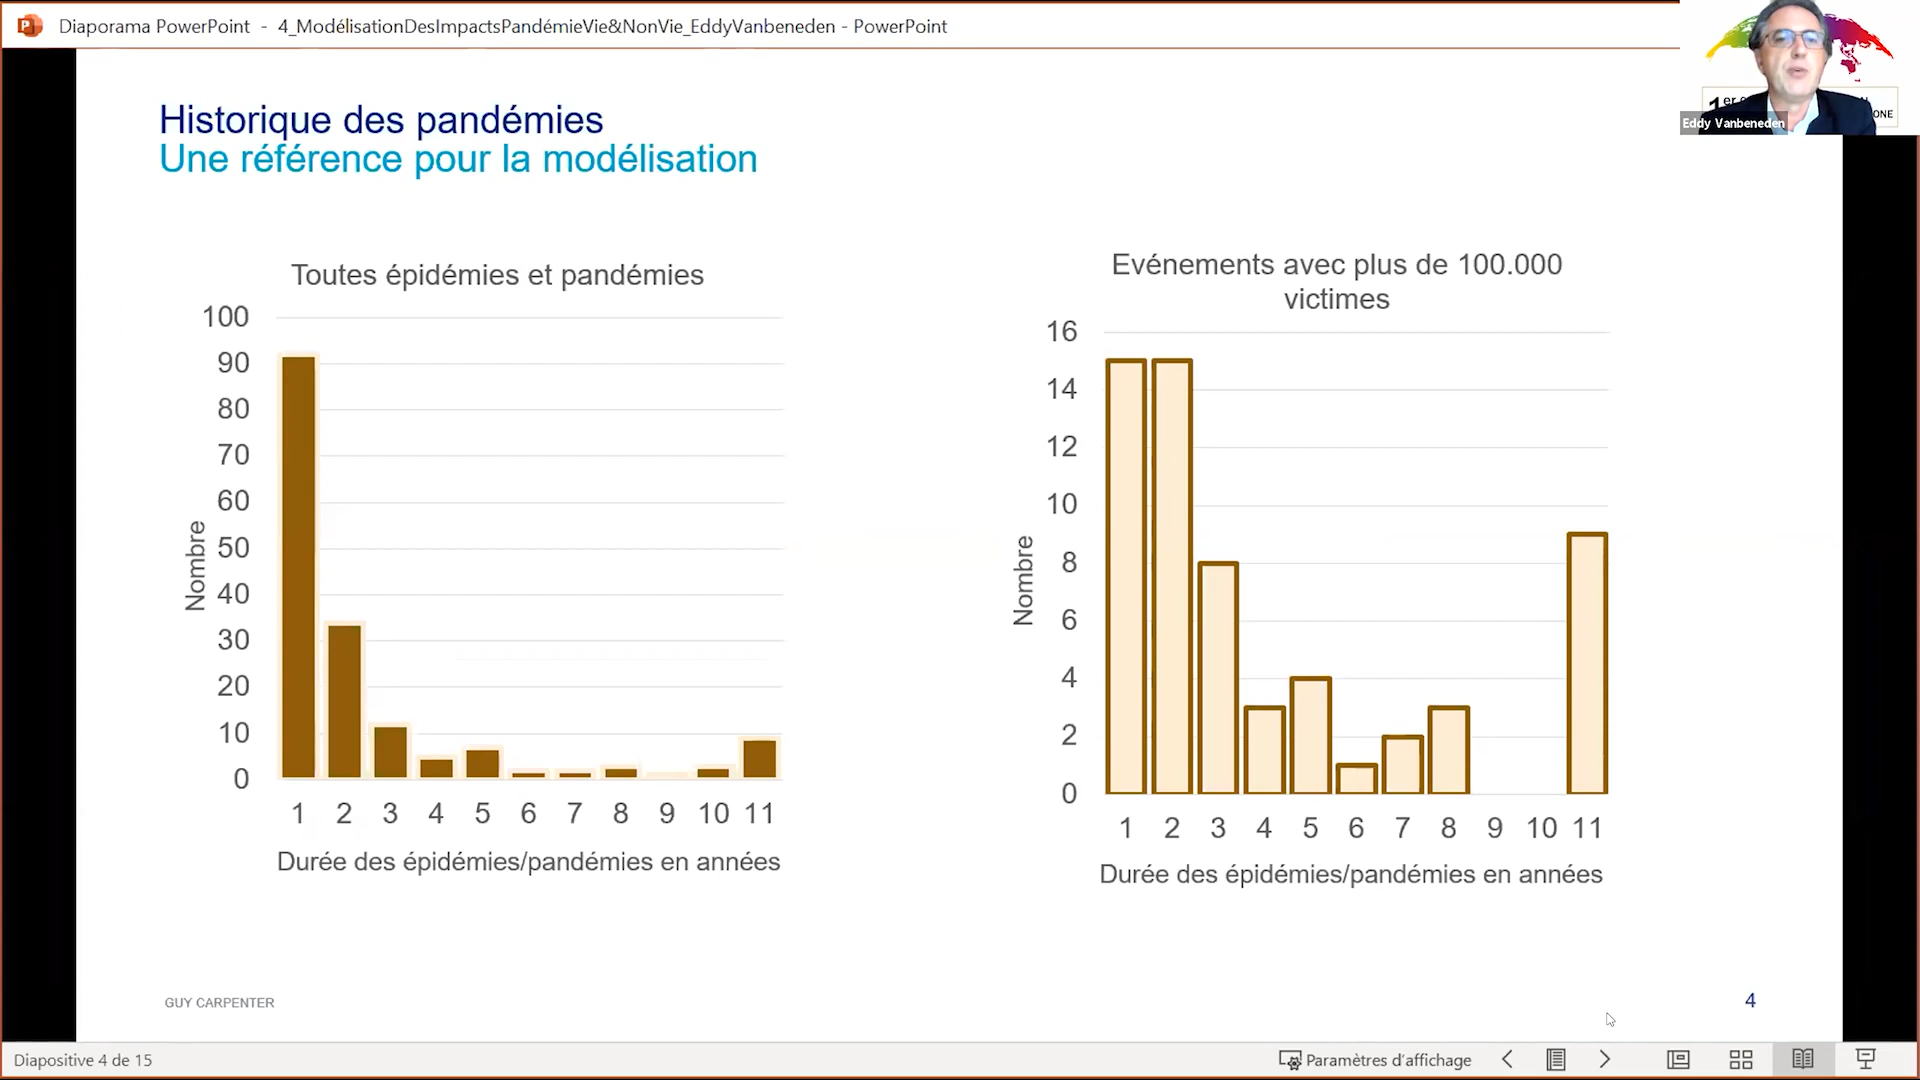 Diaporama PowerPoint - 4_ModélisationDesImpactsPandémieVie&NonVie_EddyVanbeneden - PowerPoint
1er
ONE
Eddy Vanbeneden
Historique des pandémies
Une référence pour la modélisation
Toutes épidémies et pandémies
100
90
80
70
60
50
40
30
20
10
0
Nombre
1 2 3 4 5 6 7 8 9 10 11
Durée des épidémies/pandémies en années
Evénements avec plus de 100.000
victimes
16
14
12
10
8
6
4
2
0
Nombre
1 2 3 4 5 6 7 8 9 10 11
Durée des épidémies/pandémies en années
GUY CARPENTER
4
Diapositive 4 de 15
Paramètres d'affichage